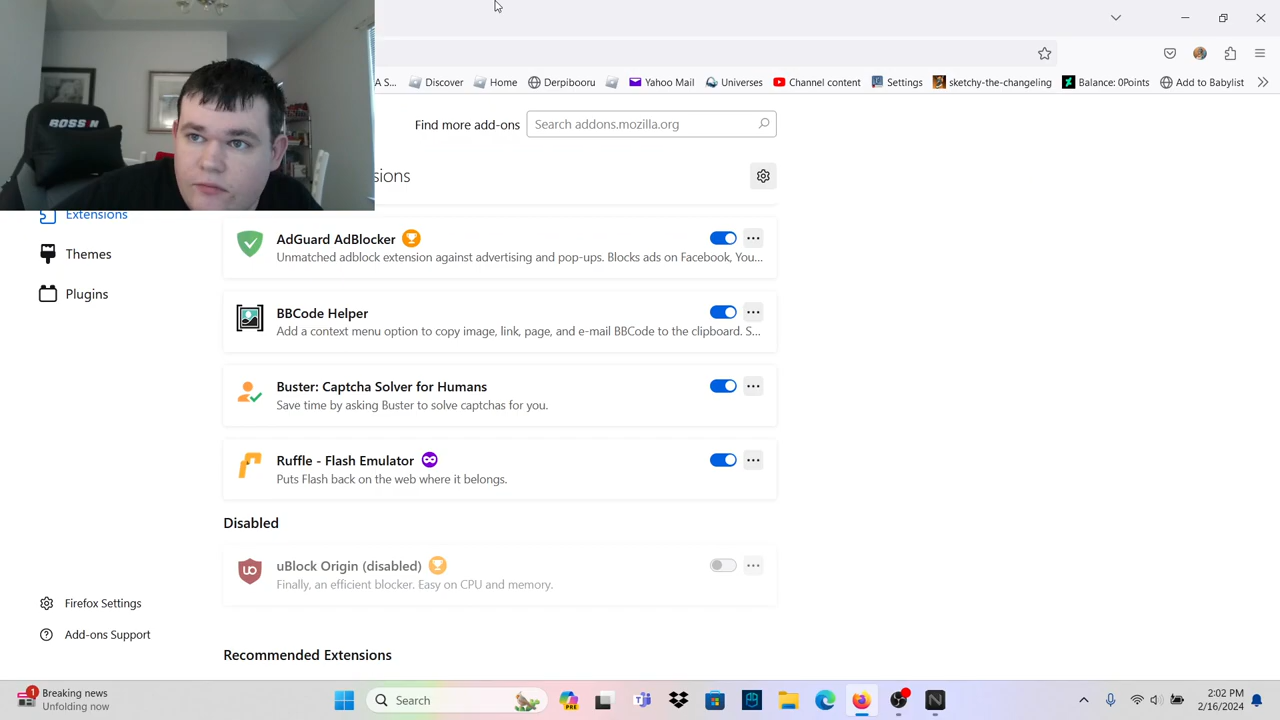 A S...
Discover
Home
Derpibooru
Yahoo Mail
Universes
Channel content
Settings
sketchy-the-changeling
Balance: 0Points
Add to Babylist
BOSSIN
Find more add-ons
Search addons.mozilla.org
sions
Extensions
Themes
Plugins
AdGuard AdBlocker
Unmatched adblock extension against advertising and pop-ups. Blocks ads on Facebook, You...
BBCode Helper
Add a context menu option to copy image, link, page, and e-mail BBCode to the clipboard. S...
Buster: Captcha Solver for Humans
Save time by asking Buster to solve captchas for you.
Ruffle - Flash Emulator
Puts Flash back on the web where it belongs.
Disabled
uBlock Origin (disabled)
Finally, an efficient blocker. Easy on CPU and memory.
Firefox Settings
Add-ons Support
Recommended Extensions
1
Breaking news
Unfolding now
Search
PRE
2:02 PM
2/16/2024